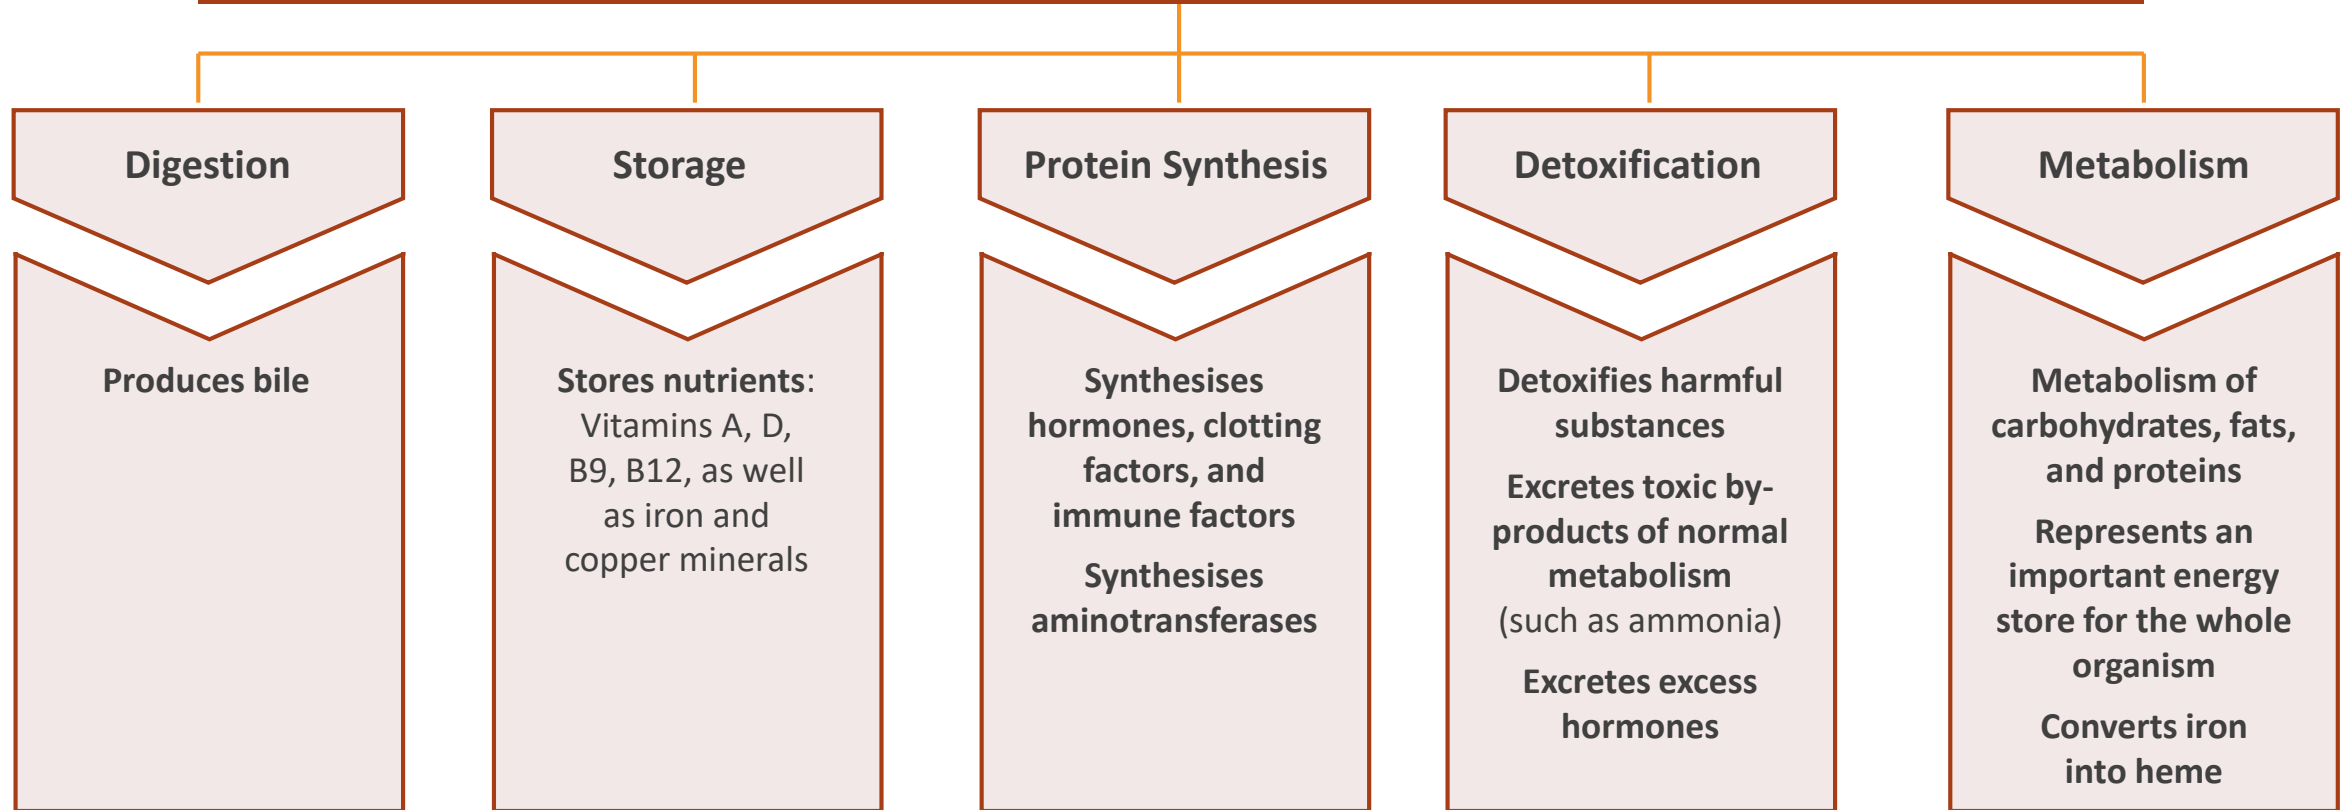 Digestion
Produces bile
Storage
Stores nutrients:
Vitamins A, D,
B9, B12, as well
as iron and
copper minerals
Protein Synthesis
Synthesises
hormones, clotting
factors, and
immune factors
Synthesises
aminotransferases
Detoxification
Detoxifies harmful
substances
Excretes toxic by-
products of normal
metabolism
(such as ammonia)
Excretes excess
hormones
Metabolism
Metabolism of
carbohydrates, fats,
and proteins
Represents an
important energy
store for the whole
organism
Converts iron
into heme